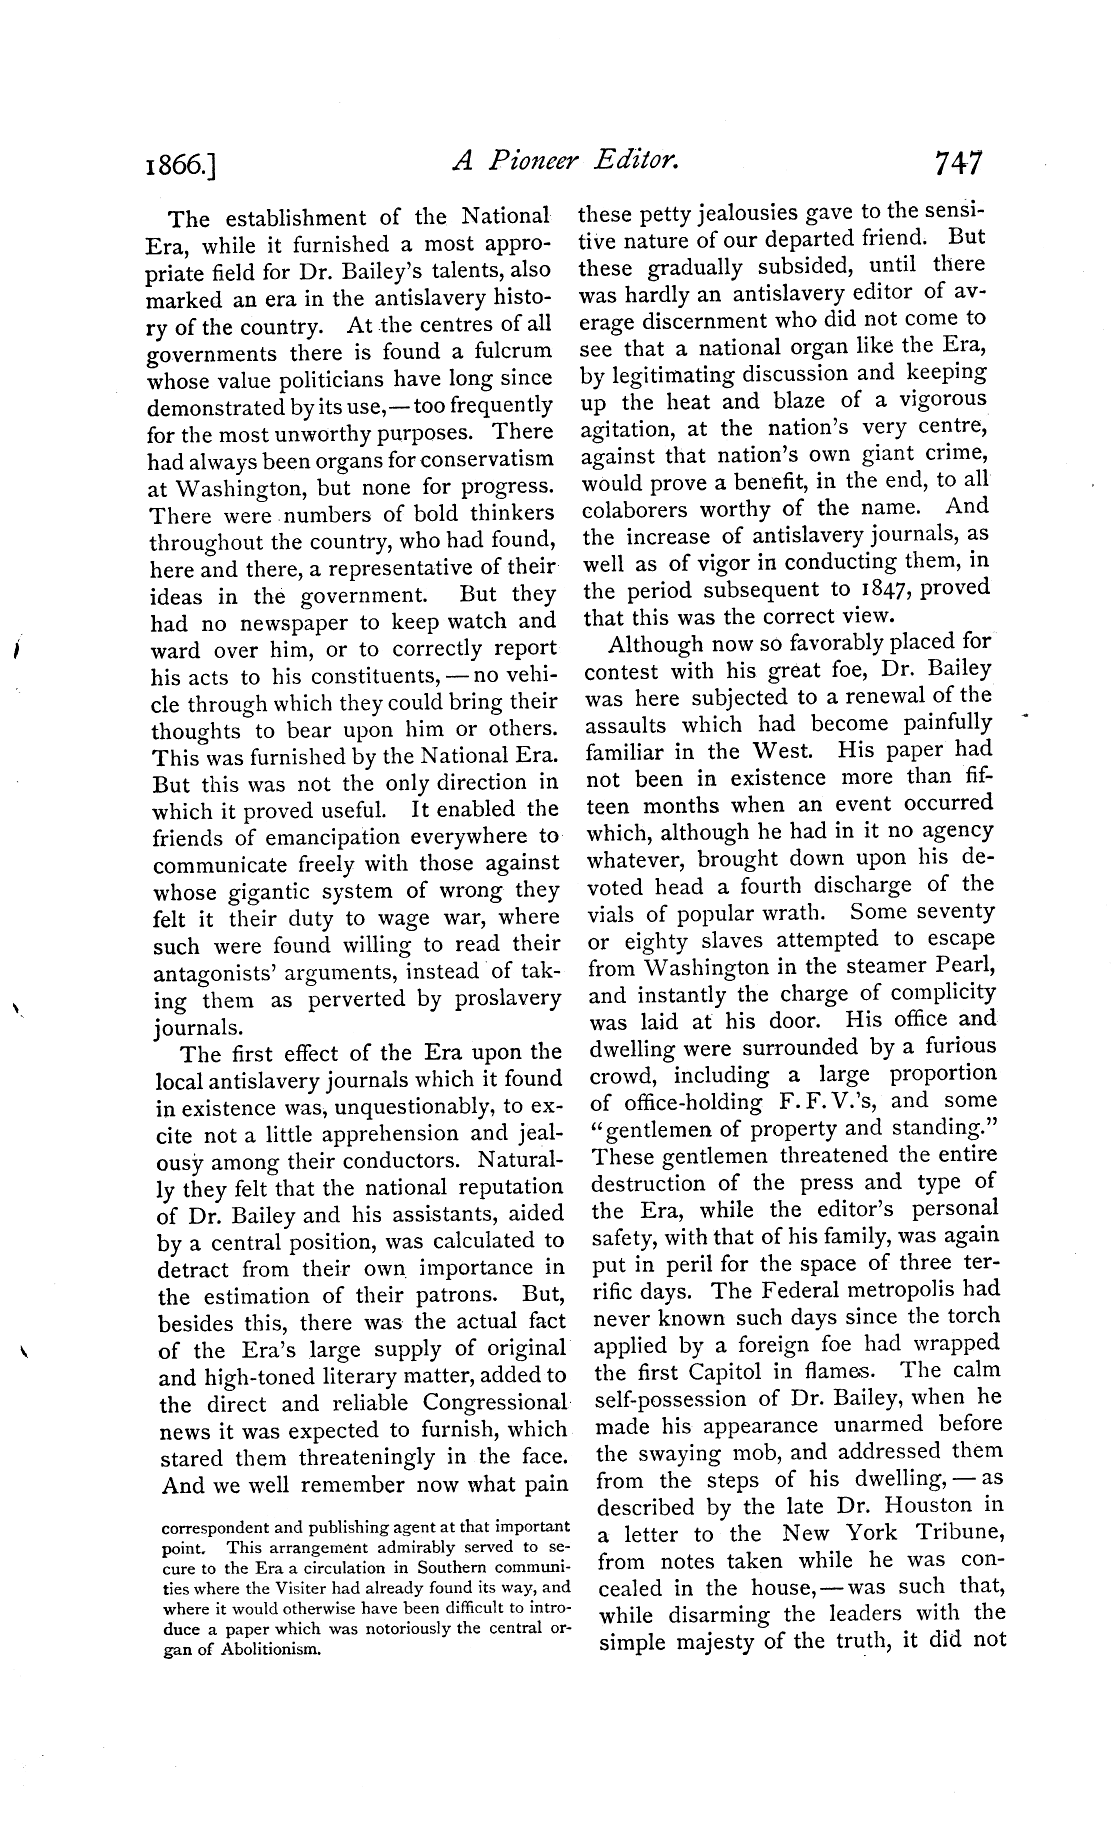 1866.] A Pioneer Editor. 747
The establishment of the National
Era, while it furnished a most appro-
priate field for Dr. Bailey's talents, also
marked an era in the antislavery histo-
ry of the country. At the centres of all
governments there is found a fulcrum
whose value politicians have long since
demonstrated by its use,—too frequently
for the most unworthy purposes. There
had always been organs for conservatism
at Washington, but none for progress.
There were numbers of bold thinkers
throughout the country, who had found,
here and there, a representative of their
ideas in the government. But they
had no newspaper to keep watch and
ward over him, or to correctly report
his acts to his constituents,—no vehi-
cle through which they could bring their
thoughts to bear upon him or others.
This was furnished by the National Era.
But this was not the only direction in
which it proved useful. It enabled the
friends of emancipation everywhere to
communicate freely with those against
whose gigantic system of wrong they
felt it their duty to wage war, where
such were found willing to read their
antagonists' arguments, instead of tak-
ing them as perverted by proslavery
journals.
The first effect of the Era upon the
local antislavery journals which it found
in existence was, unquestionably, to ex-
cite not a little apprehension and jeal-
ousy among their conductors. Natural-
ly they felt that the national reputation
of Dr. Bailey and his assistants, aided
by a central position, was calculated to
detract from their own importance in
the estimation of their patrons. But,
besides this, there was the actual fact
of the Era's large supply of original
and high-toned literary matter, added to
the direct and reliable Congressional
news it was expected to furnish, which
stared them threateningly in the face.
And we well remember now what pain
correspondent and publishing agent at that important
point. This arrangement admirably served to se-
cure to the Era a circulation in Southern communi-
ties where the Visiter had already found its way, and
where it would otherwise have been difficult to intro-
duce a paper which was notoriously the central or-
gan of Abolitionism.
these petty jealousies gave to the sensi-
tive nature of our departed friend. But
these gradually subsided, until there
was hardly an antislavery editor of av-
erage discernment who did not come to
see that a national organ like the Era,
by legitimating discussion and keeping
up the heat and blaze of a vigorous
agitation, at the nation's very centre,
against that nation's own giant crime,
would prove a benefit, in the end, to all
colaborers worthy of the name. And
the increase of antislavery journals, as
well as of vigor in conducting them, in
the period subsequent to 1847, proved
that this was the correct view.
Although now so favorably placed for
contest with his great foe, Dr. Bailey
was here subjected to a renewal of the
assaults which had become painfully
familiar in the West. His paper had
not been in existence more than fif-
teen months when an event occurred
which, although he had in it no agency
whatever, brought down upon his de-
voted head a fourth discharge of the
vials of popular wrath. Some seventy
or eighty slaves attempted to escape
from Washington in the steamer Pearl,
and instantly the charge of complicity
was laid at his door. His office and
dwelling were surrounded by a furious
crowd, including a large proportion
of office-holding F. F. V.'s, and some
"gentlemen of property and standing."
These gentlemen threatened the entire
destruction of the press and type of
the Era, while the editor's personal
safety, with that of his family, was again
put in peril for the space of three ter-
rific days. The Federal metropolis had
never known such days since the torch
applied by a foreign foe had wrapped
the first Capitol in flames. The calm
self-possession of Dr. Bailey, when he
made his appearance unarmed before
the swaying mob, and addressed them
from the steps of his dwelling,—as
described by the late Dr. Houston in
a letter to the New York Tribune,
from notes taken while he was con-
cealed in the house,—was such that,
while disarming the leaders with the
simple majesty of the truth, it did not